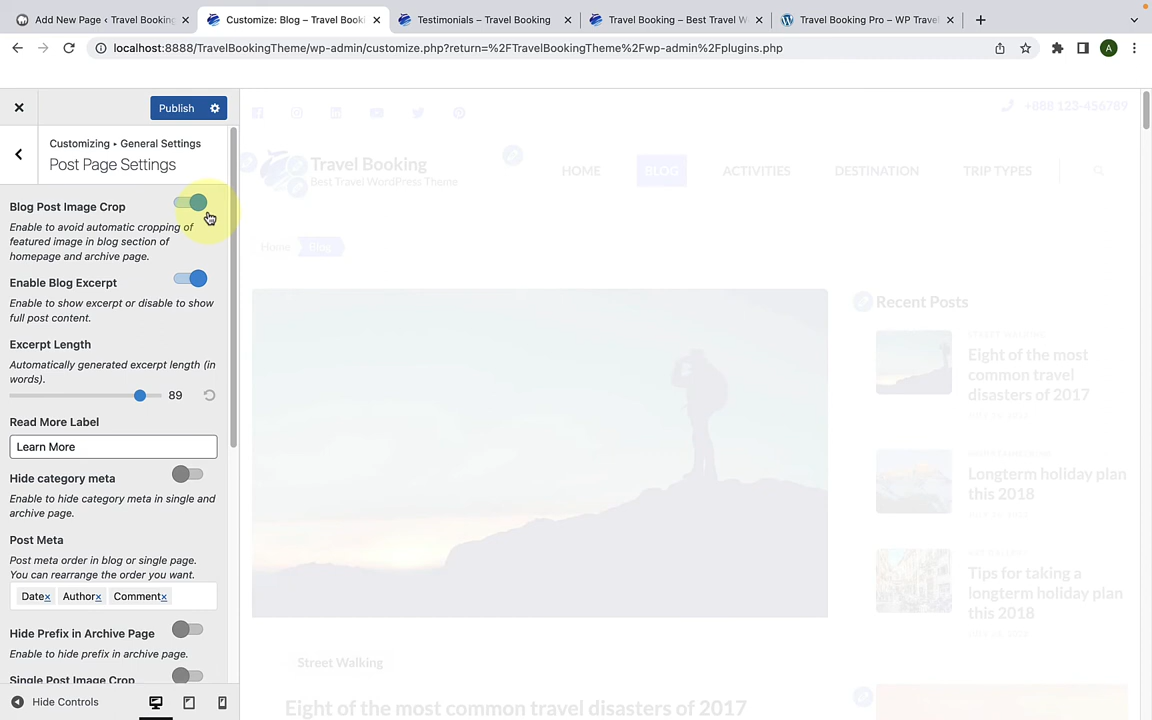 Add New Page ‹ Travel Booking
Customize: Blog – Travel Booki
Testimonials – Travel Booking
Travel Booking – Best Travel W
Travel Booking Pro – WP Travel
localhost:8888/TravelBookingTheme/wp-admin/customize.php?return=%2FTravelBookingTheme%2Fwp-admin%2Fplugins.php
A
Publish
Customizing ▸ General Settings
Post Page Settings
Blog Post Image Crop
Enable to avoid automatic cropping of
featured image in blog section of
homepage and archive page.
Enable Blog Excerpt
Enable to show excerpt or disable to show
full post content.
Excerpt Length
Automatically generated excerpt length (in
words).
89
Read More Label
Learn More
Hide category meta
Enable to hide category meta in single and
archive page.
Post Meta
Post meta order in blog or single page.
You can rearrange the order you want.
Date× Author× Comment×
Hide Prefix in Archive Page
Enable to hide prefix in archive page.
Single Post Image Crop
Hide Controls
+888 123-456789
Travel Booking
Best Travel WordPress Theme
HOME BLOG ACTIVITIES DESTINATION TRIP TYPES
Home Blog
Street Walking
Eight of the most common travel disasters of 2017
Recent Posts
STREET WALKING
Eight of the most
common travel
disasters of 2017
Longterm holiday plan
this 2018
Tips for taking a
longterm holiday plan
this 2018